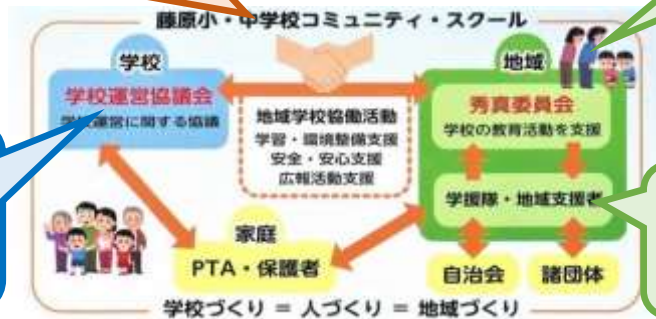 藤原小・中学校コミュニティ・スクール
学校
地域
学校運営協議会
学校運営に関する協議
地域学校協働活動
学習・環境整備支援
安全・安心支援
広報活動支援
秀真委員会
学校の教育活動を支援
学援隊・地域支援者
家庭
PTA・保護者
自治会
諸団体
学校づくり = 人づくり = 地域づくり